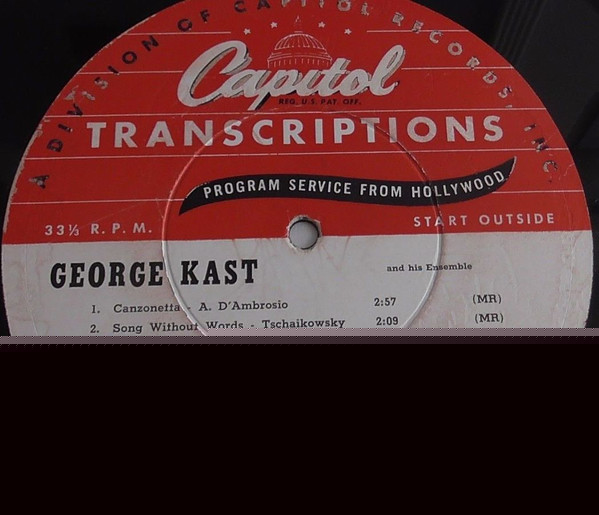 A DIVISION OF CAPITOL RECORDS, INC.
Capitol
REG. U.S. PAT. OFF.
TRANSCRIPTIONS
PROGRAM SERVICE FROM HOLLYWOOD
33⅓ R. P. M.
START OUTSIDE
GEORGE KAST and his Ensemble
1. Canzonetta - A. D'Ambrosio 2:57 (MR)
2. Song Without Words - Tschaikowsky 2:09 (MR)